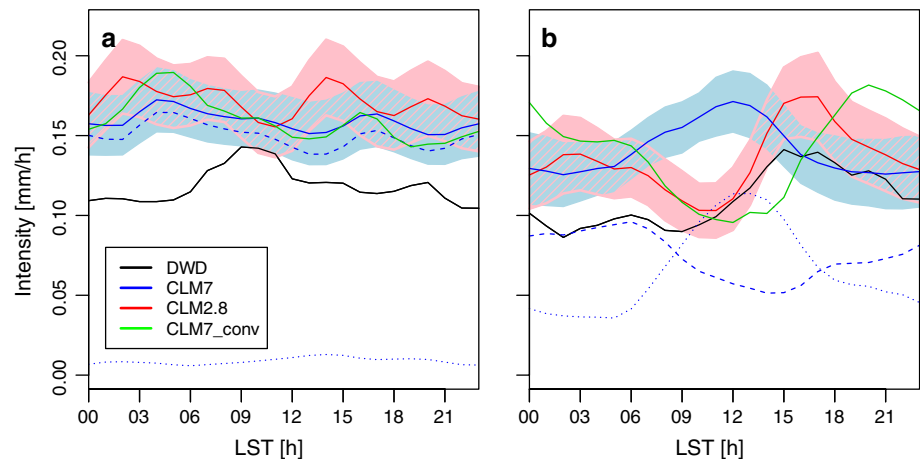 a
b
Intensity [mm/h]
0.20
0.15
0.10
0.05
0.00
DWD
CLM7
CLM2.8
CLM7_conv
00 03 06 09 12 15 18 21
00 03 06 09 12 15 18 21
LST [h]
LST [h]